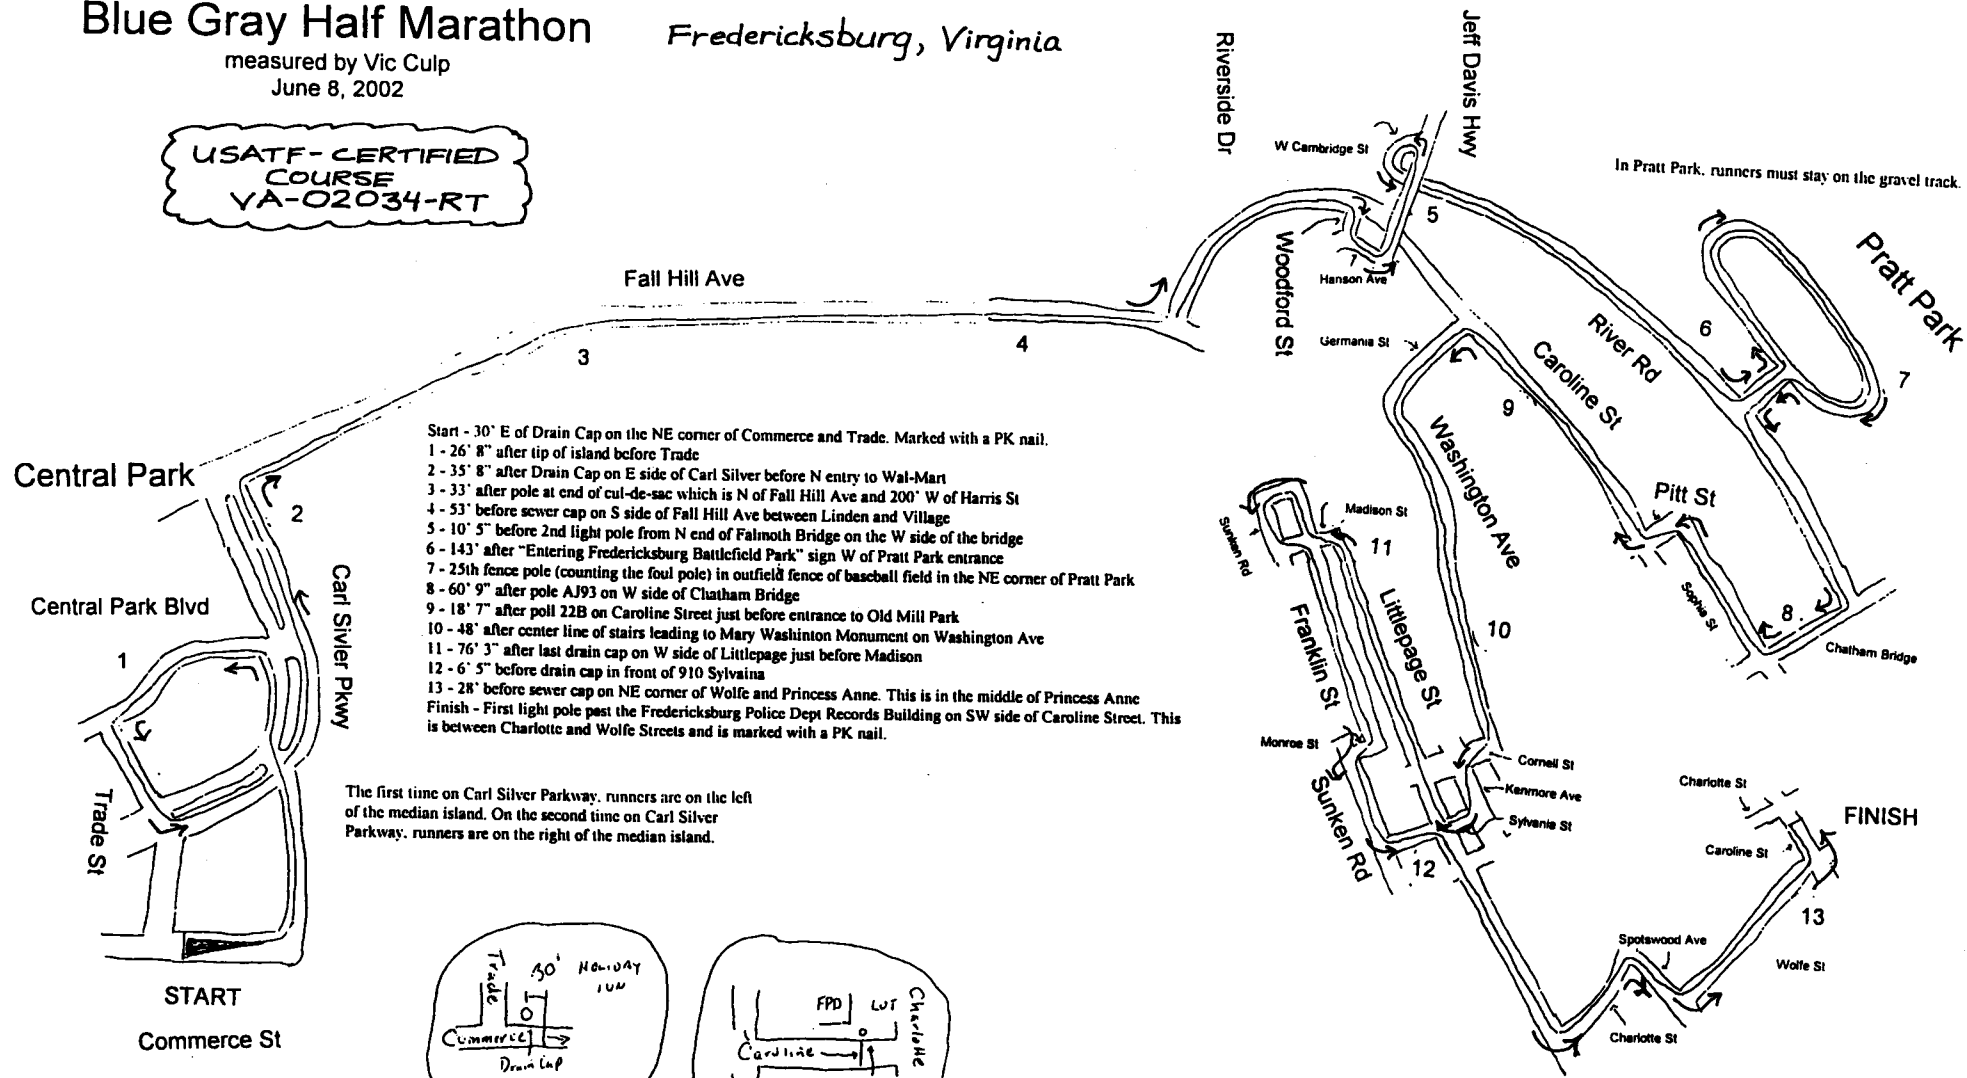 Blue Gray Half Marathon
Fredericksburg, Virginia
measured by Vic Culp
June 8, 2002
USATF-CERTIFIED
COURSE
VA-02034-RT
Riverside Dr
Jeff Davis Hwy
W Cambridge St
In Pratt Park, runners must stay on the gravel track.
5
Pratt Park
Woodford St
Hanson Ave
Fall Hill Ave
3
4
Germania St
Caroline St
River Rd
6
7
9
Washington Ave
Central Park
2
Start - 30' E of Drain Cap on the NE corner of Commerce and Trade. Marked with a PK nail.
1 - 26' 8" after tip of island before Trade
2 - 35' 8" after Drain Cap on E side of Carl Silver before N entry to Wal-Mart
3 - 33' after pole at end of cul-de-sac which is N of Fall Hill Ave and 200' W of Harris St
4 - 53' before sewer cap on S side of Fall Hill Ave between Linden and Village
5 - 10' 5" before 2nd light pole from N end of Falmoth Bridge on the W side of the bridge
6 - 143' after "Entering Fredericksburg Battlefield Park" sign W of Pratt Park entrance
7 - 25th fence pole (counting the foul pole) in outfield fence of baseball field in the NE corner of Pratt Park
8 - 60' 9" after pole AJ93 on W side of Chatham Bridge
9 - 18' 7" after poll 22B on Caroline Street just before entrance to Old Mill Park
10 - 48' after center line of stairs leading to Mary Washinton Monument on Washington Ave
11 - 76' 3" after last drain cap on W side of Littlepage just before Madison
12 - 6' 5" before drain cap in front of 910 Sylvaina
13 - 28' before sewer cap on NE corner of Wolfe and Princess Anne. This is in the middle of Princess Anne
Finish - First light pole past the Fredericksburg Police Dept Records Building on SW side of Caroline Street. This
is between Charlotte and Wolfe Streets and is marked with a PK nail.
Pitt St
Sophia St
8
Chatham Bridge
Madison St
Sunken Rd
11
Franklin St
Littlepage St
10
Central Park Blvd
1
Carl Sivler Pkwy
Trade St
Monroe St
Cornell St
Kenmore Ave
Sylvania St
Sunken Rd
12
Charlotte St
FINISH
Caroline St
13
The first time on Carl Silver Parkway, runners are on the left
of the median island. On the second time on Carl Silver
Parkway, runners are on the right of the median island.
Spotswood Ave
Wolfe St
Charlotte St
START
Commerce St
Trade
30'
HOLIDAY
INN
Commerce
Drain Cap
FPD
LOT
Charlotte
Caroline